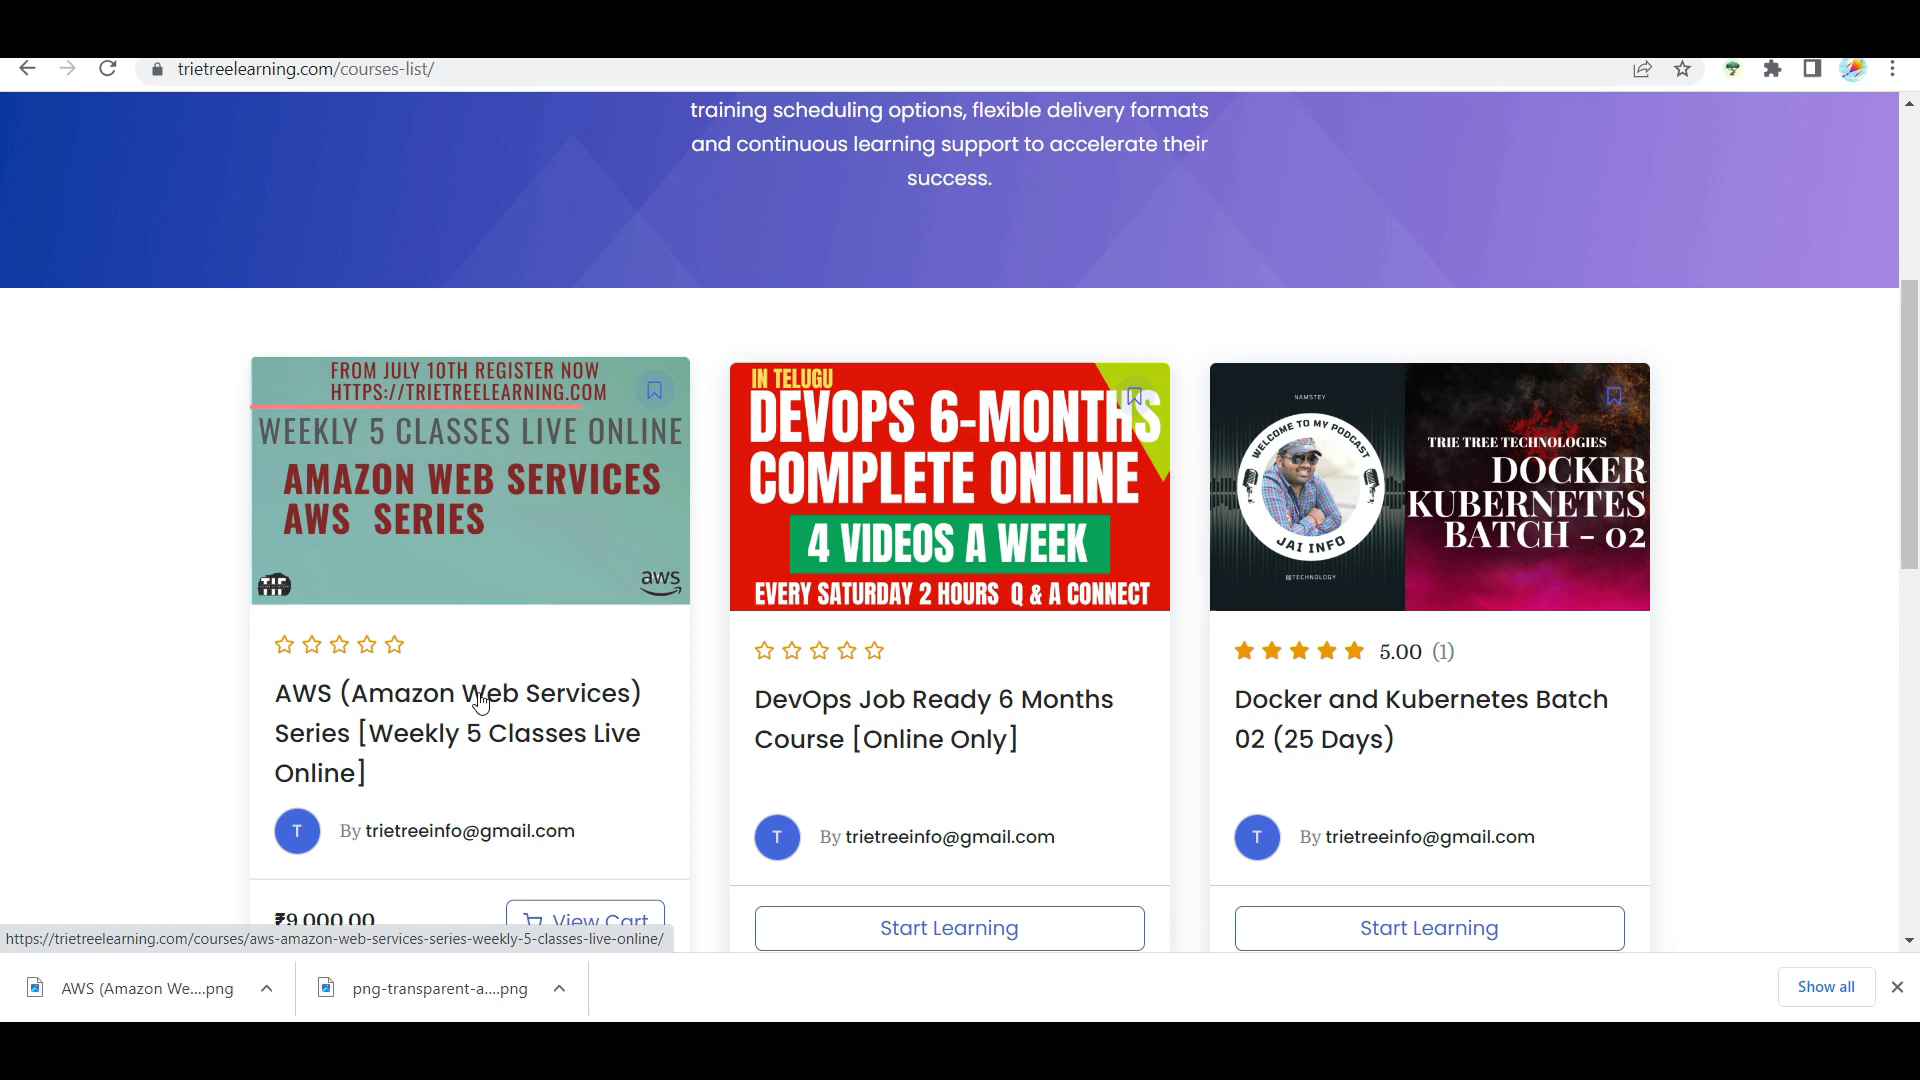 trietreelearning.com/courses-list/
training scheduling options, flexible delivery formats
and continuous learning support to accelerate their
success.
FROM JULY 10TH REGISTER NOW
HTTPS://TRIETREELEARNING.COM
WEEKLY 5 CLASSES LIVE ONLINE
AMAZON WEB SERVICES
AWS SERIES
aws
IN TELUGU
DEVOPS 6-MONTHS
COMPLETE ONLINE
4 VIDEOS A WEEK
EVERY SATURDAY 2 HOURS Q & A CONNECT
NAMSTEY
WELCOME TO MY PODCAST
JAI INFO
@TECHNOLOGY
TRIE TREE TECHNOLOGIES
DOCKER
KUBERNETES
BATCH - 02
AWS (Amazon Web Services)
Series [Weekly 5 Classes Live
Online]
T
By trietreeinfo@gmail.com
₹9,000.00
View Cart
DevOps Job Ready 6 Months
Course [Online Only]
T
By trietreeinfo@gmail.com
Start Learning
5.00 (1)
Docker and Kubernetes Batch
02 (25 Days)
T
By trietreeinfo@gmail.com
Start Learning
https://trietreelearning.com/courses/aws-amazon-web-services-series-weekly-5-classes-live-online/
AWS (Amazon We....png
png-transparent-a....png
Show all